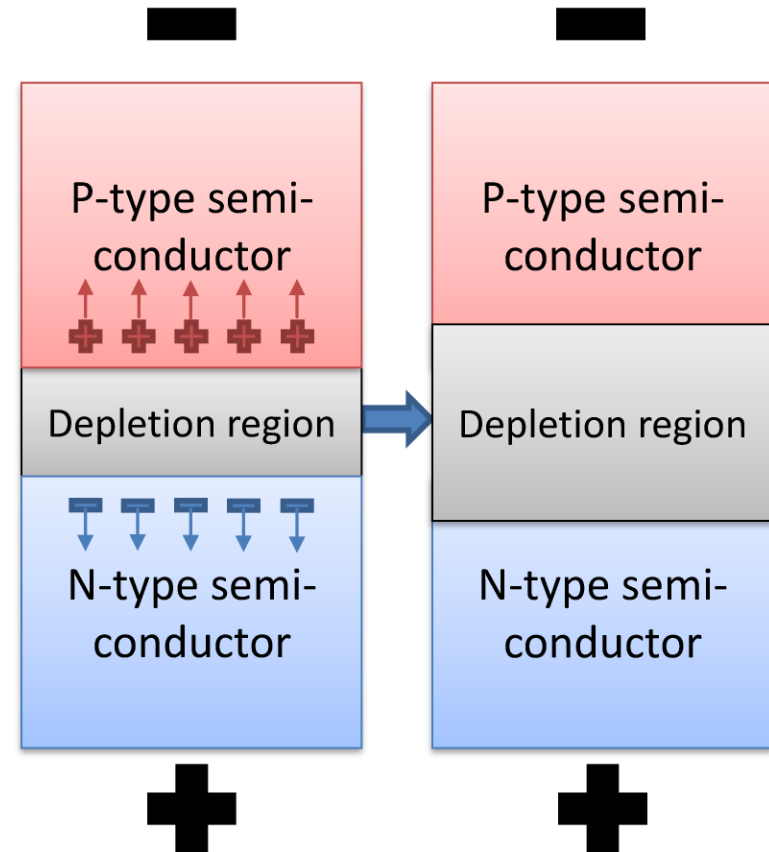 P-type semi-
conductor
Depletion region
N-type semi-
conductor
P-type semi-
conductor
Depletion region
N-type semi-
conductor